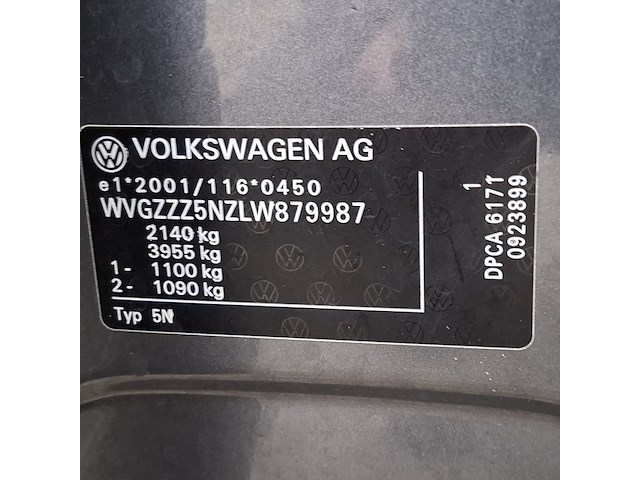 VOLKSWAGEN AG
e1*2001/116*0450
WVGZZZ5NZLW879987
2140 kg
3955 kg
1- 1100 kg
2- 1090 kg
Typ 5N
1
DPCA 6171
0923899